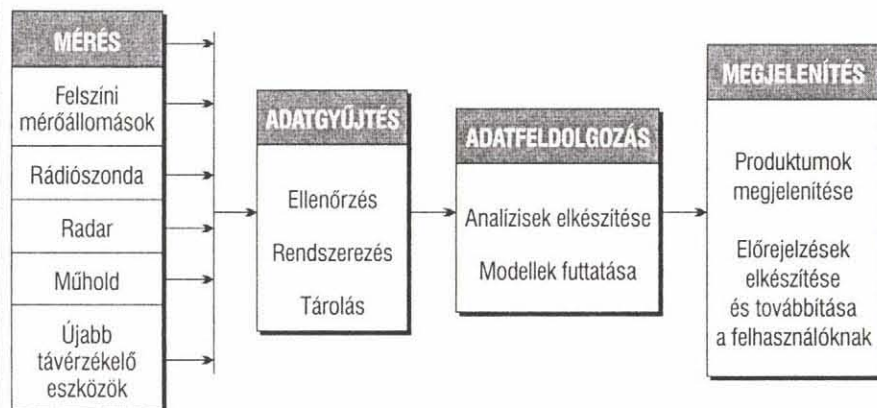 MÉRÉS
Felszíni
mérőállomások
Rádiószonda
Radar
Műhold
Újabb
távérzékelő
eszközök
ADATGYŰJTÉS
Ellenőrzés
Rendszerezés
Tárolás
ADATFELDOLGOZÁS
Analízisek elkészítése
Modellek futtatása
MEGJELENÍTÉS
Produktumok
megjelenítése
Előrejelzések
elkészítése
és továbbítása
a felhasználóknak